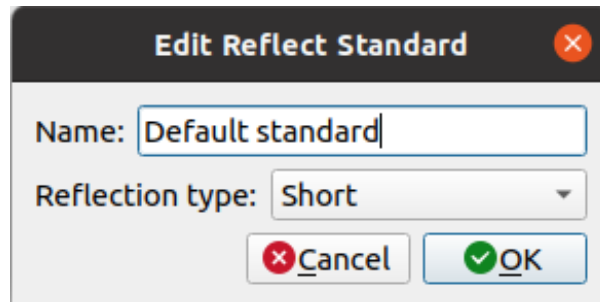 Edit Reflect Standard
Name: Default standard
Reflection type: Short
Cancel OK